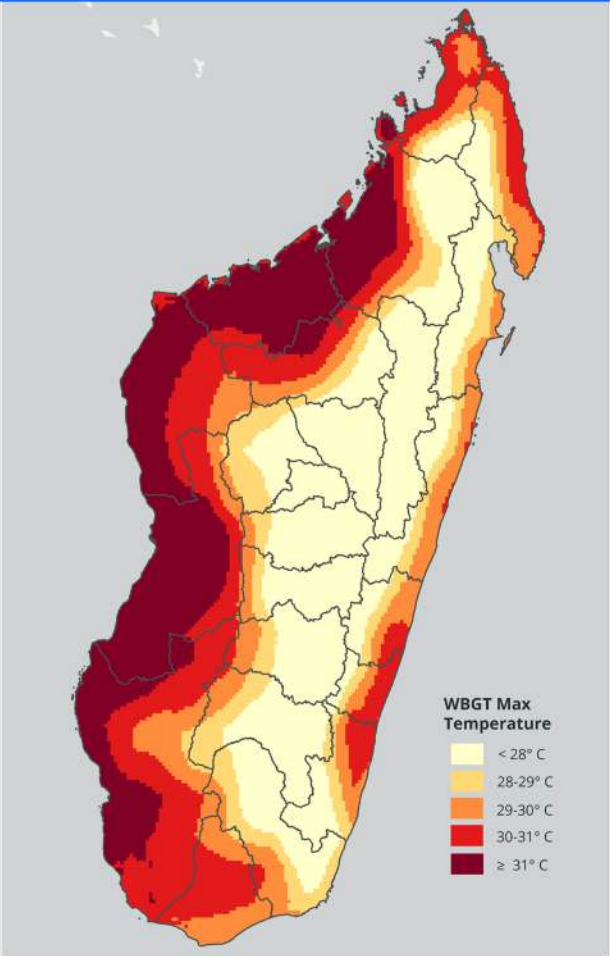 WBGT Max
Temperature
< 28° C
28-29° C
29-30° C
30-31° C
≥ 31° C